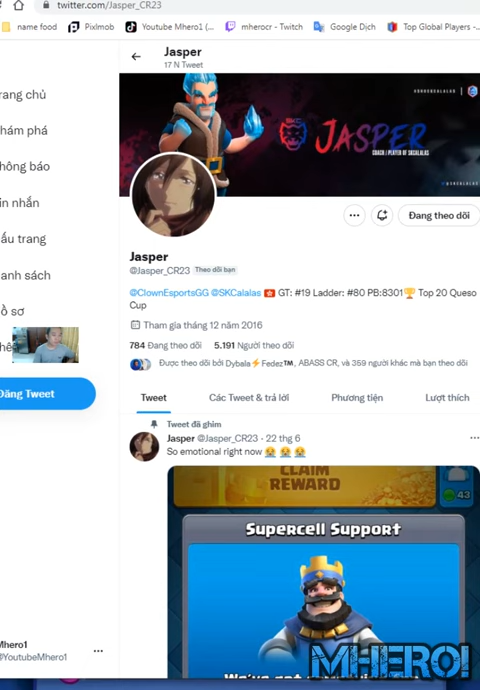 twitter.com/Jasper_CR23
name food
Pixlmob
Youtube Mhero1 (...
mherocr - Twitch
Google Dịch
Top Global Players -...
Jasper
17 N Tweet
rang chủ
hám phá
hông báo
in nhắn
ấu trang
anh sách
ồ sơ
JASPER
COACH | PLAYER OF SKCALALAS
Đang theo dõi
Jasper
@Jasper_CR23 Theo dõi bạn
@ClownEsportsGG @SKCalalas 🇭🇰 GT: #19 Ladder: #80 PB:8301🏆 Top 20 Queso
Cup
Tham gia tháng 12 năm 2016
784 Đang theo dõi 5.191 Người theo dõi
Được theo dõi bởi Dybala⚡Fedez™, ABASS CR, và 359 người khác mà bạn theo dõi
Đăng Tweet
Tweet
Các Tweet & trả lời
Phương tiện
Lượt thích
Tweet đã ghim
Jasper @Jasper_CR23 · 22 thg 6
So emotional right now 😭 😭 😭
CLAIM
REWARD
43
Supercell Support
Mhero1
@YoutubeMhero1
MHERO!